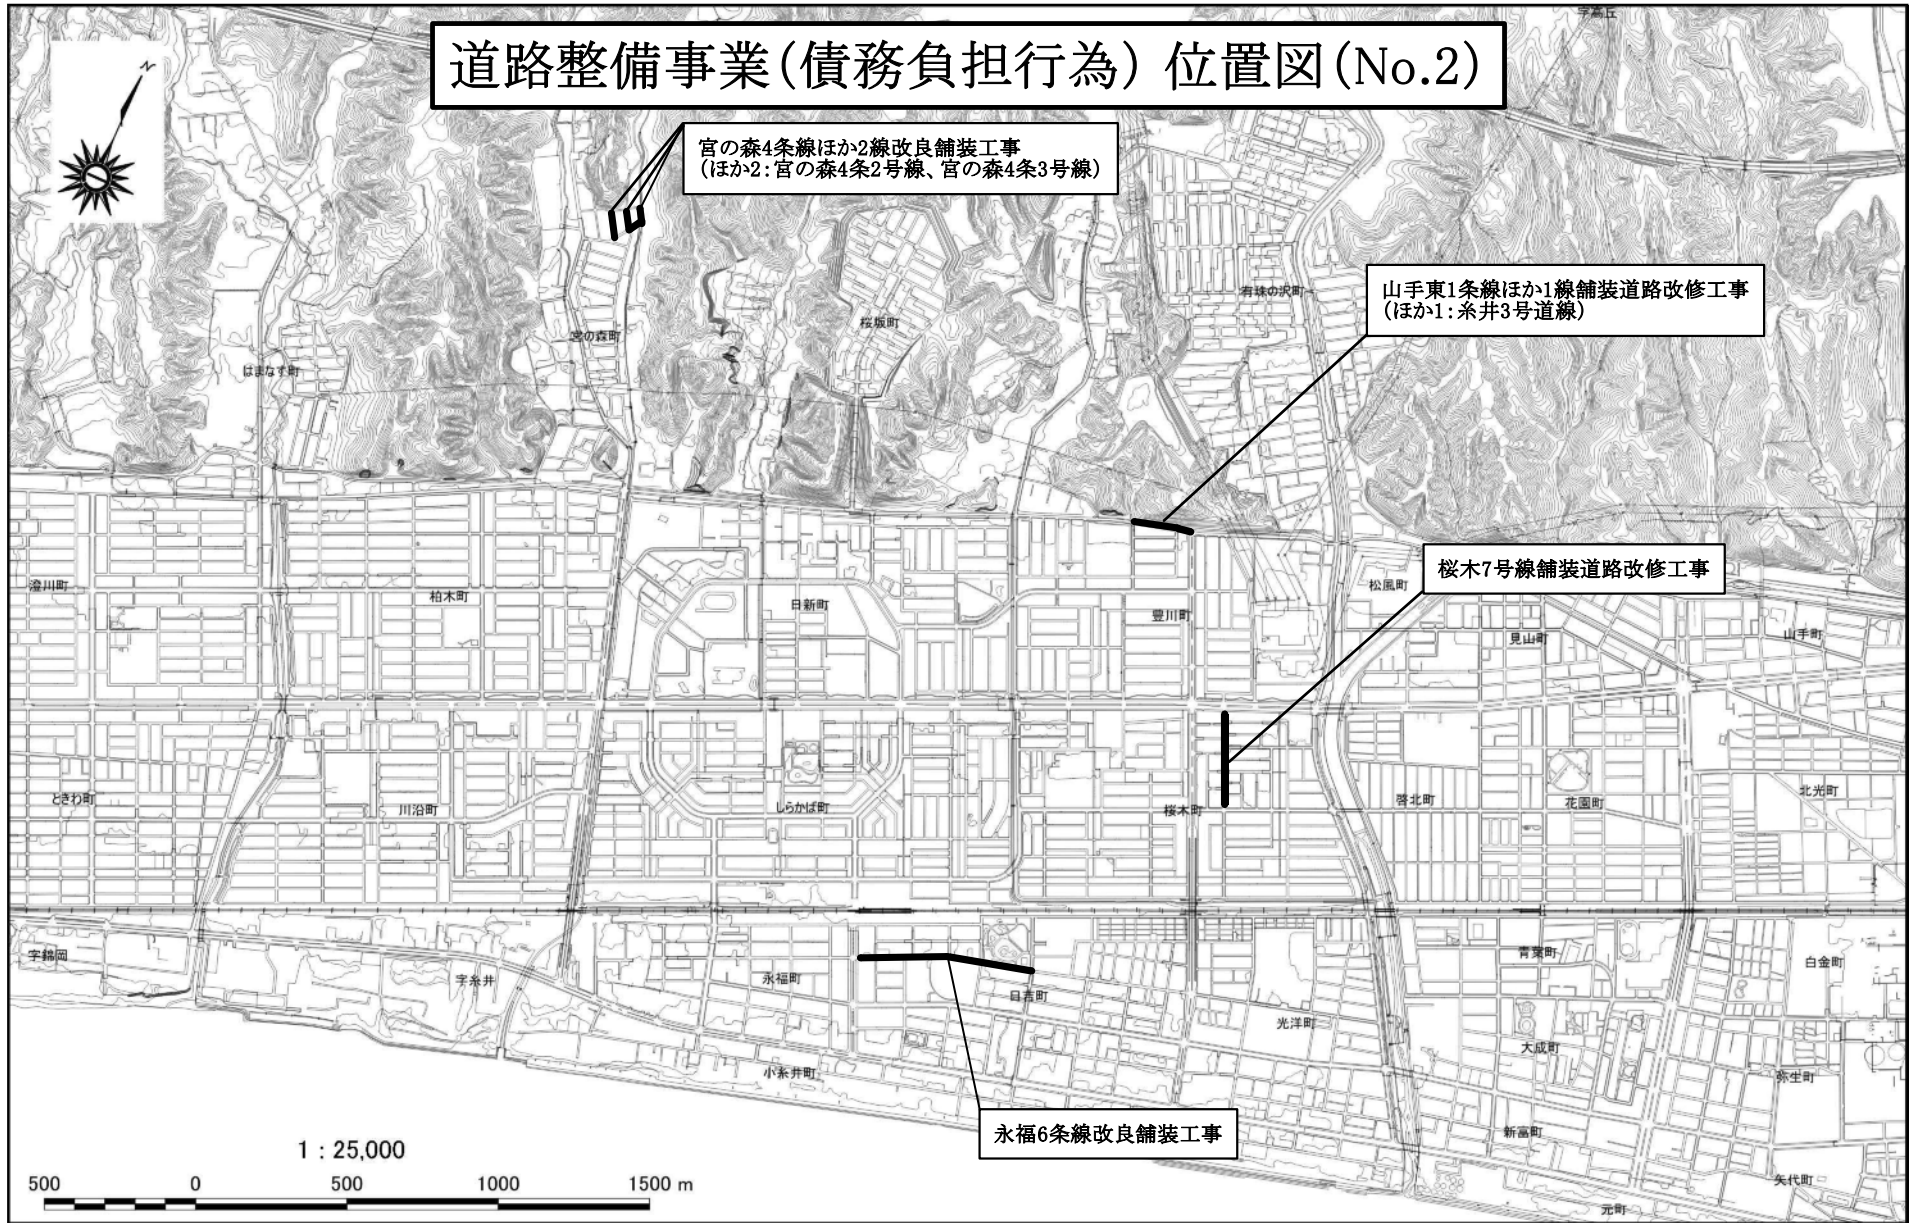 字高丘
道路整備事業（債務負担行為）位置図（No.2）
N
宮の森4条線ほか2線改良舗装工事
（ほか2：宮の森4条2号線、宮の森4条3号線）
山手東1条線ほか1線舗装道路改修工事
（ほか1：糸井3号道線）
有珠の沢町
桜坂町
宮の森町
はまなす町
桜木7号線舗装道路改修工事
澄川町
柏木町
日新町
豊川町
松風町
見山町
山手町
ときわ町
川沿町
しらかば町
桜木町
啓北町
花園町
北光町
字錦岡
字糸井
永福町
日吉町
光洋町
青葉町
白金町
小糸井町
大成町
弥生町
永福6条線改良舗装工事
新富町
矢代町
元町
1：25,000
500 0 500 1000 1500 m